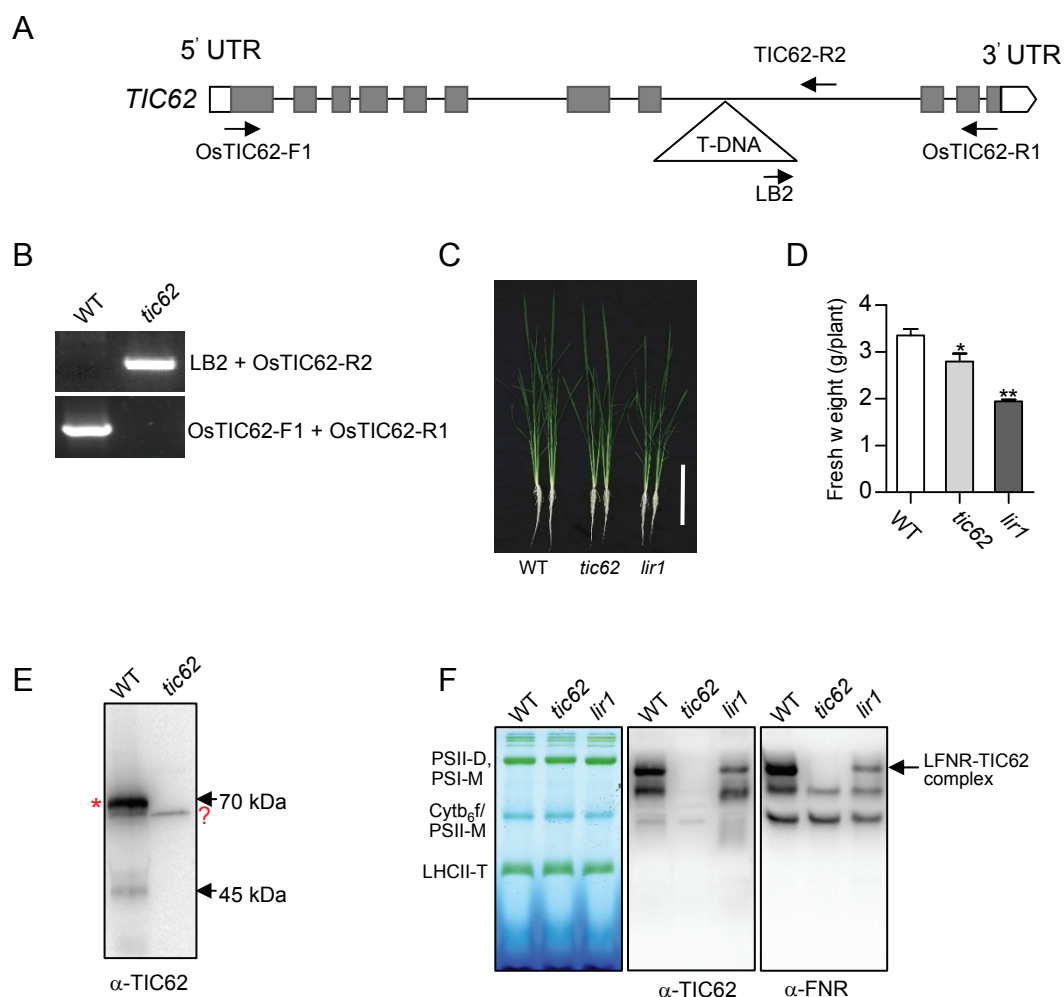 A
5' UTR
TIC62-R2
3' UTR
TIC62
OsTIC62-F1
T-DNA
LB2
OsTIC62-R1
B
WT
tic62
LB2 + OsTIC62-R2
OsTIC62-F1 + OsTIC62-R1
C
WT
tic62
lir1
D
Fresh weight (g/plant)
4
3
2
1
0
*
**
WT
tic62
lir1
E
WT
tic62
*
70 kDa
?
45 kDa
α-TIC62
F
WT
tic62
lir1
WT
tic62
lir1
WT
tic62
lir1
PSII-D,
PSI-M
Cytb₆f/
PSII-M
LHCII-T
LFNR-TIC62
complex
α-TIC62
α-FNR